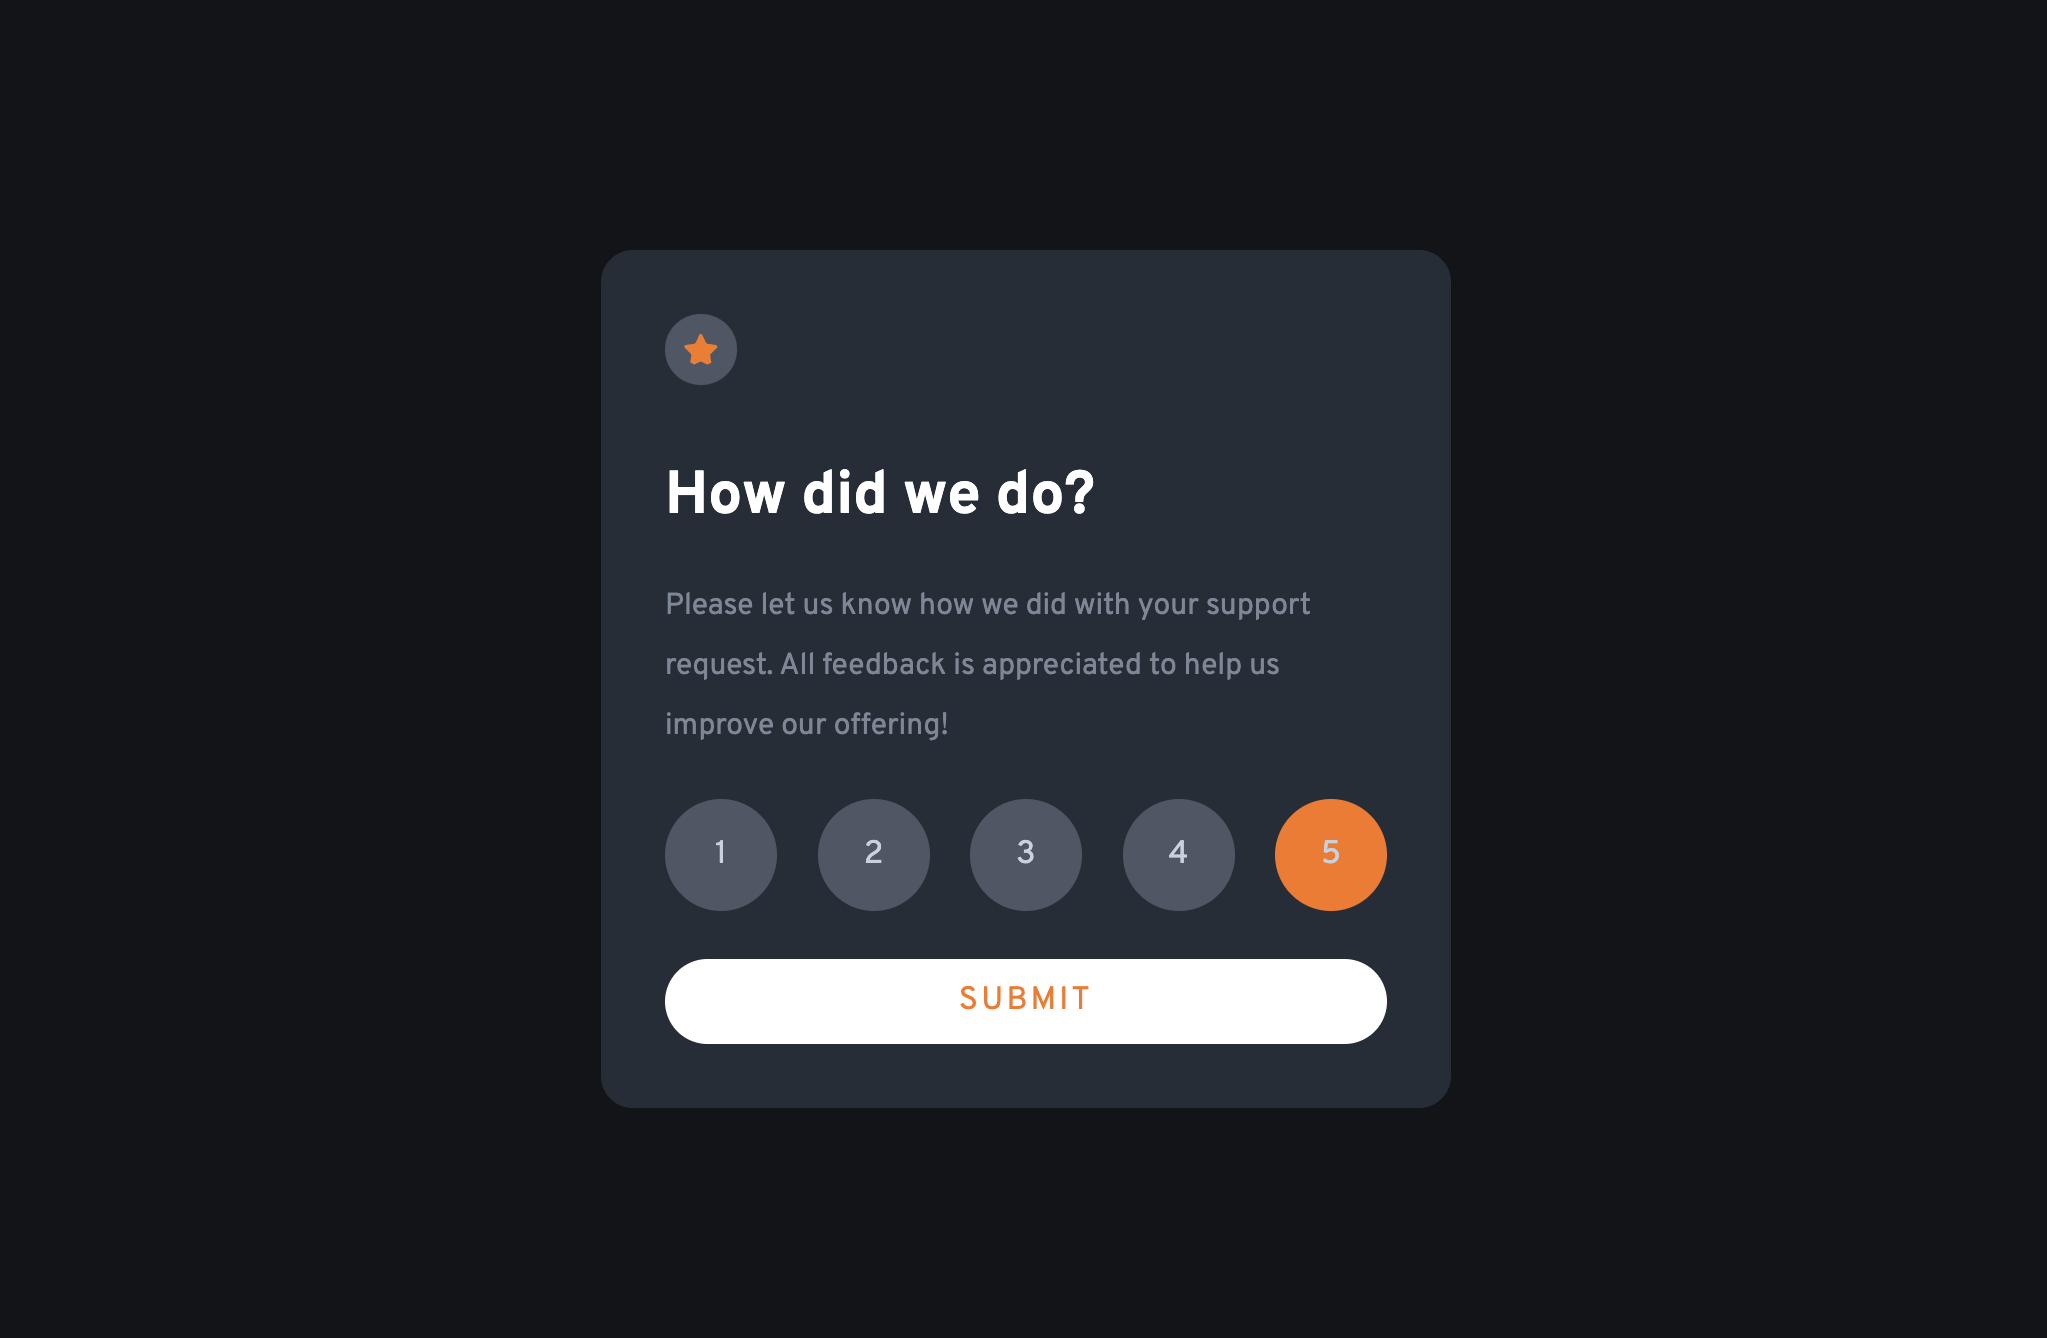 How did we do?
Please let us know how we did with your support
request. All feedback is appreciated to help us
improve our offering!
1 2 3 4 5
SUBMIT